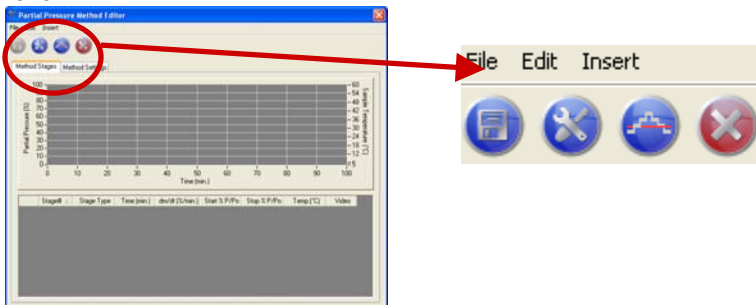 Partial Pressure Method Editor
File Edit Insert
Method Stages Method Settings
100
80
60
50
40
30
20
10
0
Partial Pressure (%)
60
54
48
42
36
30
24
18
12
5
Sample Temperature (°C)
0 10 20 30 40 50 60 70 80 90 100
Time (min.)
Stage# Stage Type Time (min.) dm/dt (%/min.) Start % P/Po Stop % P/Po Temp.(°C) Video
File Edit Insert